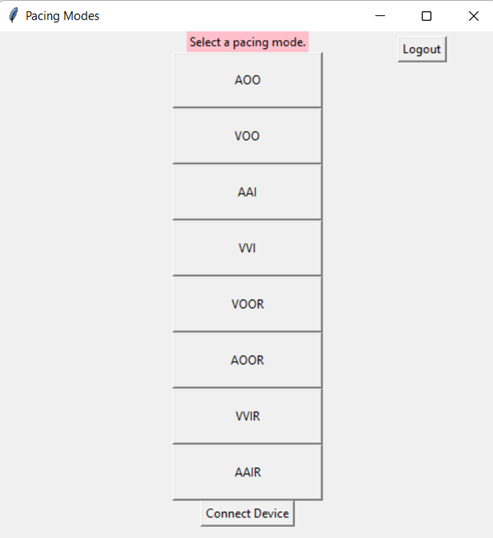 Pacing Modes
Select a pacing mode.
Logout
AOO
VOO
AAI
VVI
VOOR
AOOR
VVIR
AAIR
Connect Device